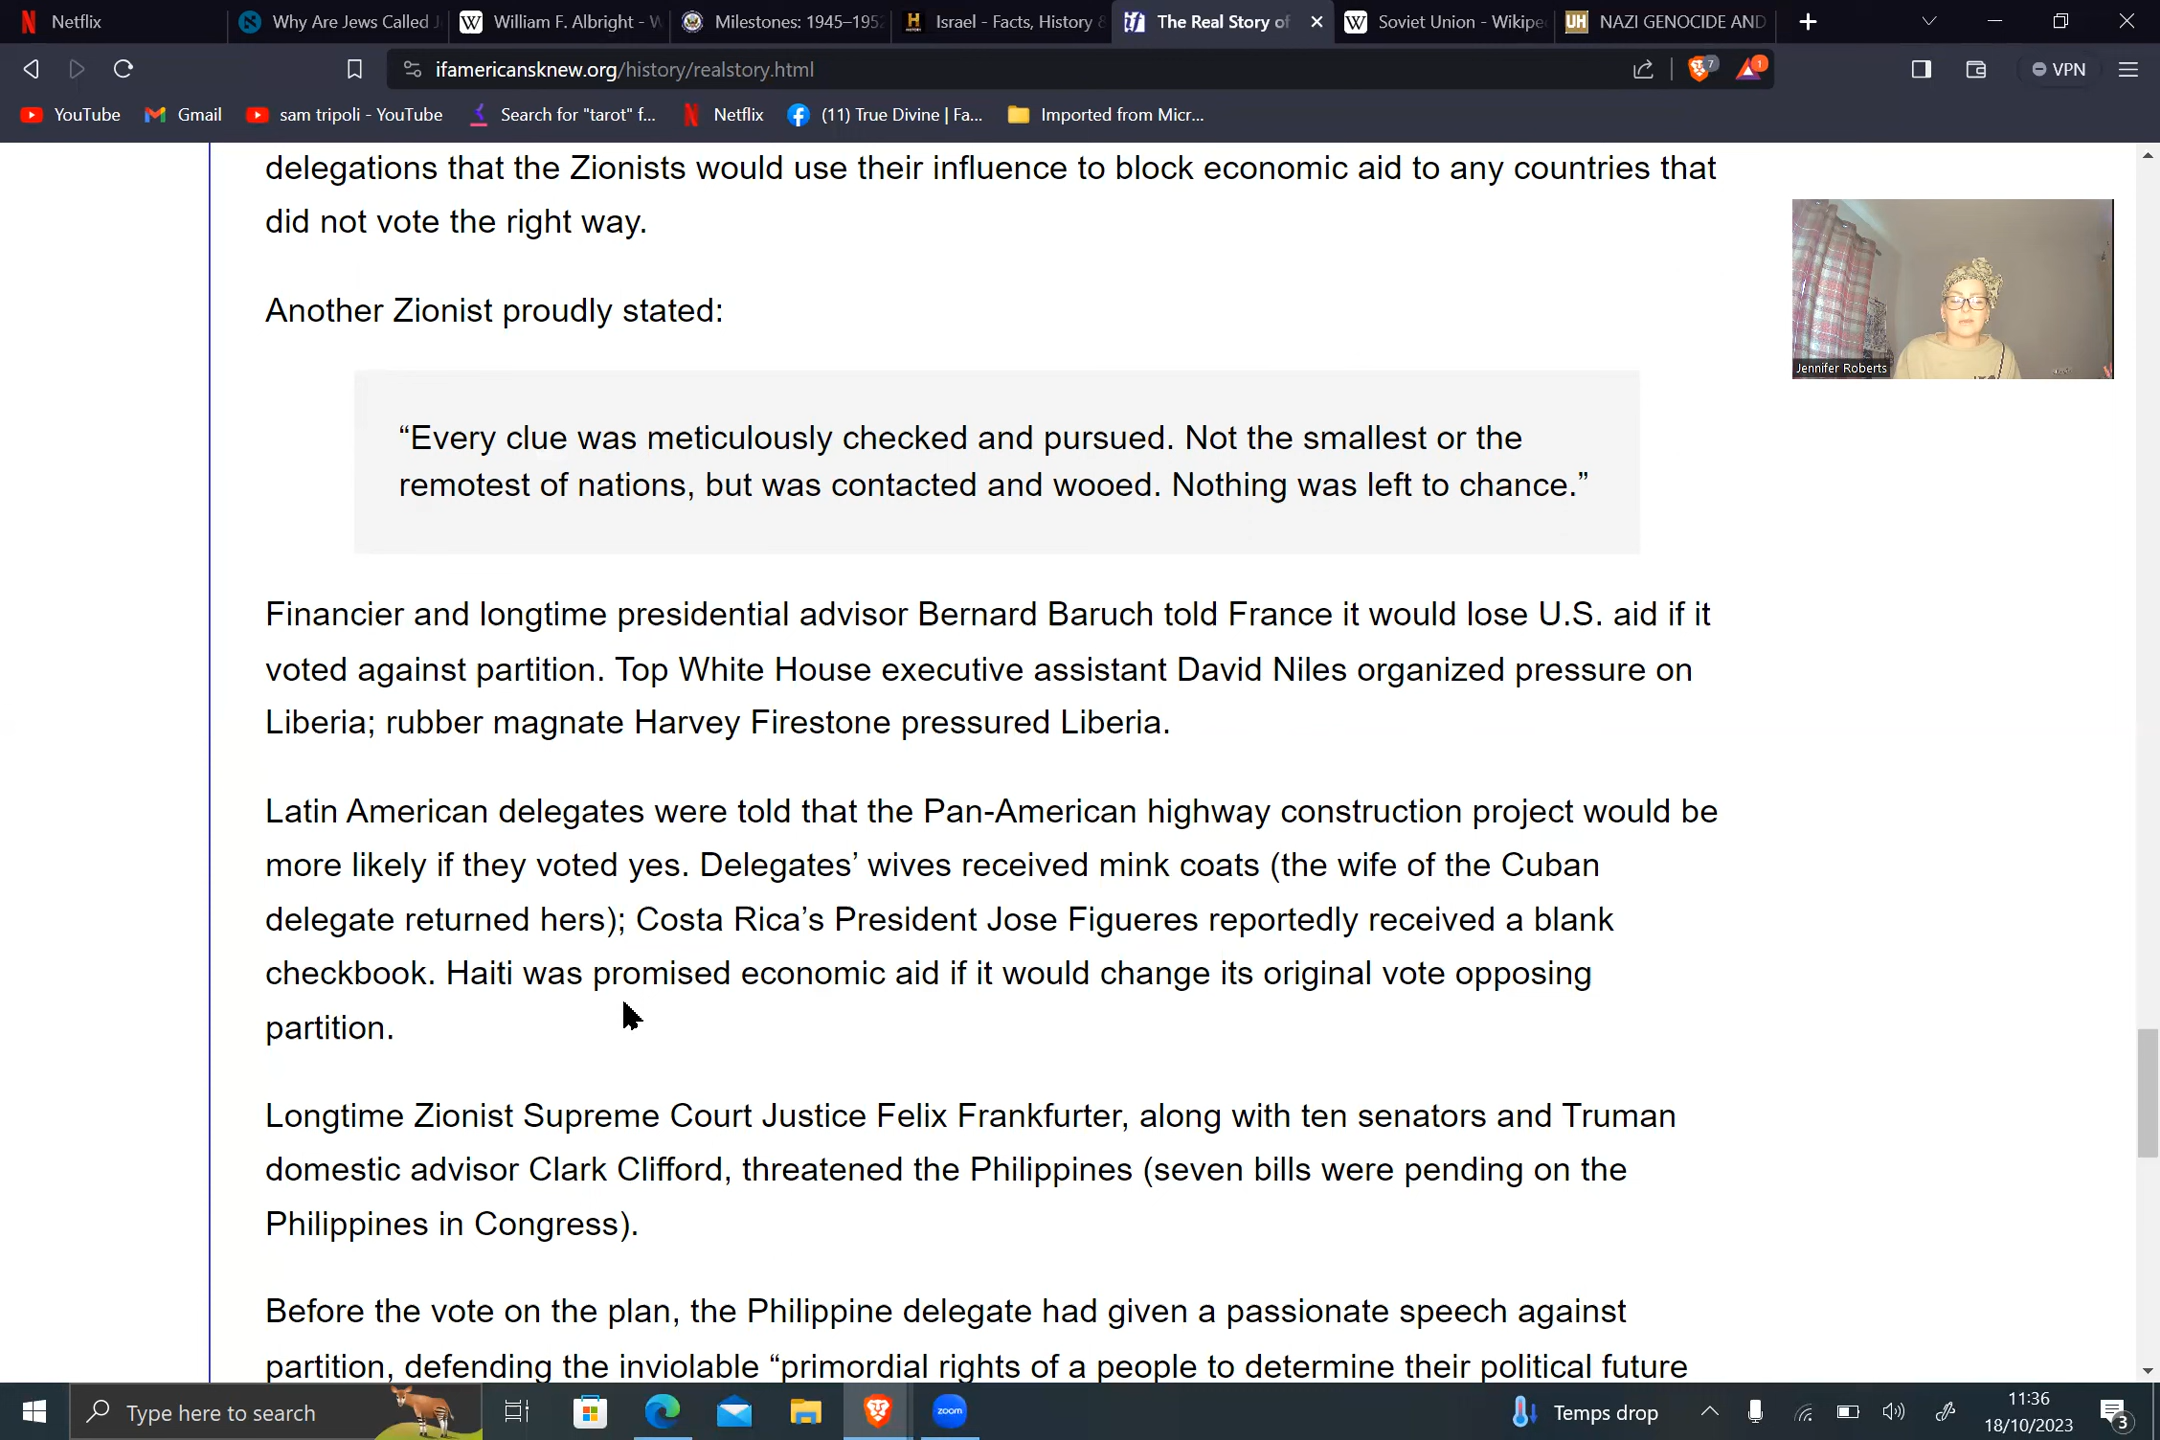 Netflix
Why Are Jews Called J
William F. Albright - W
Milestones: 1945–1952
Israel - Facts, History &
The Real Story of
Soviet Union - Wikiped
NAZI GENOCIDE AND
ifamericansknew.org/history/realstory.html
7
1
VPN
YouTube
Gmail
sam tripoli - YouTube
Search for "tarot" f...
Netflix
(11) True Divine | Fa...
Imported from Micr...
delegations that the Zionists would use their influence to block economic aid to any countries that
did not vote the right way.
Another Zionist proudly stated:
“Every clue was meticulously checked and pursued. Not the smallest or the
remotest of nations, but was contacted and wooed. Nothing was left to chance.”
Financier and longtime presidential advisor Bernard Baruch told France it would lose U.S. aid if it
voted against partition. Top White House executive assistant David Niles organized pressure on
Liberia; rubber magnate Harvey Firestone pressured Liberia.
Latin American delegates were told that the Pan-American highway construction project would be
more likely if they voted yes. Delegates’ wives received mink coats (the wife of the Cuban
delegate returned hers); Costa Rica’s President Jose Figueres reportedly received a blank
checkbook. Haiti was promised economic aid if it would change its original vote opposing
partition.
Longtime Zionist Supreme Court Justice Felix Frankfurter, along with ten senators and Truman
domestic advisor Clark Clifford, threatened the Philippines (seven bills were pending on the
Philippines in Congress).
Before the vote on the plan, the Philippine delegate had given a passionate speech against
partition, defending the inviolable “primordial rights of a people to determine their political future
Jennifer Roberts
Type here to search
zoom
Temps drop
11:36
18/10/2023
3